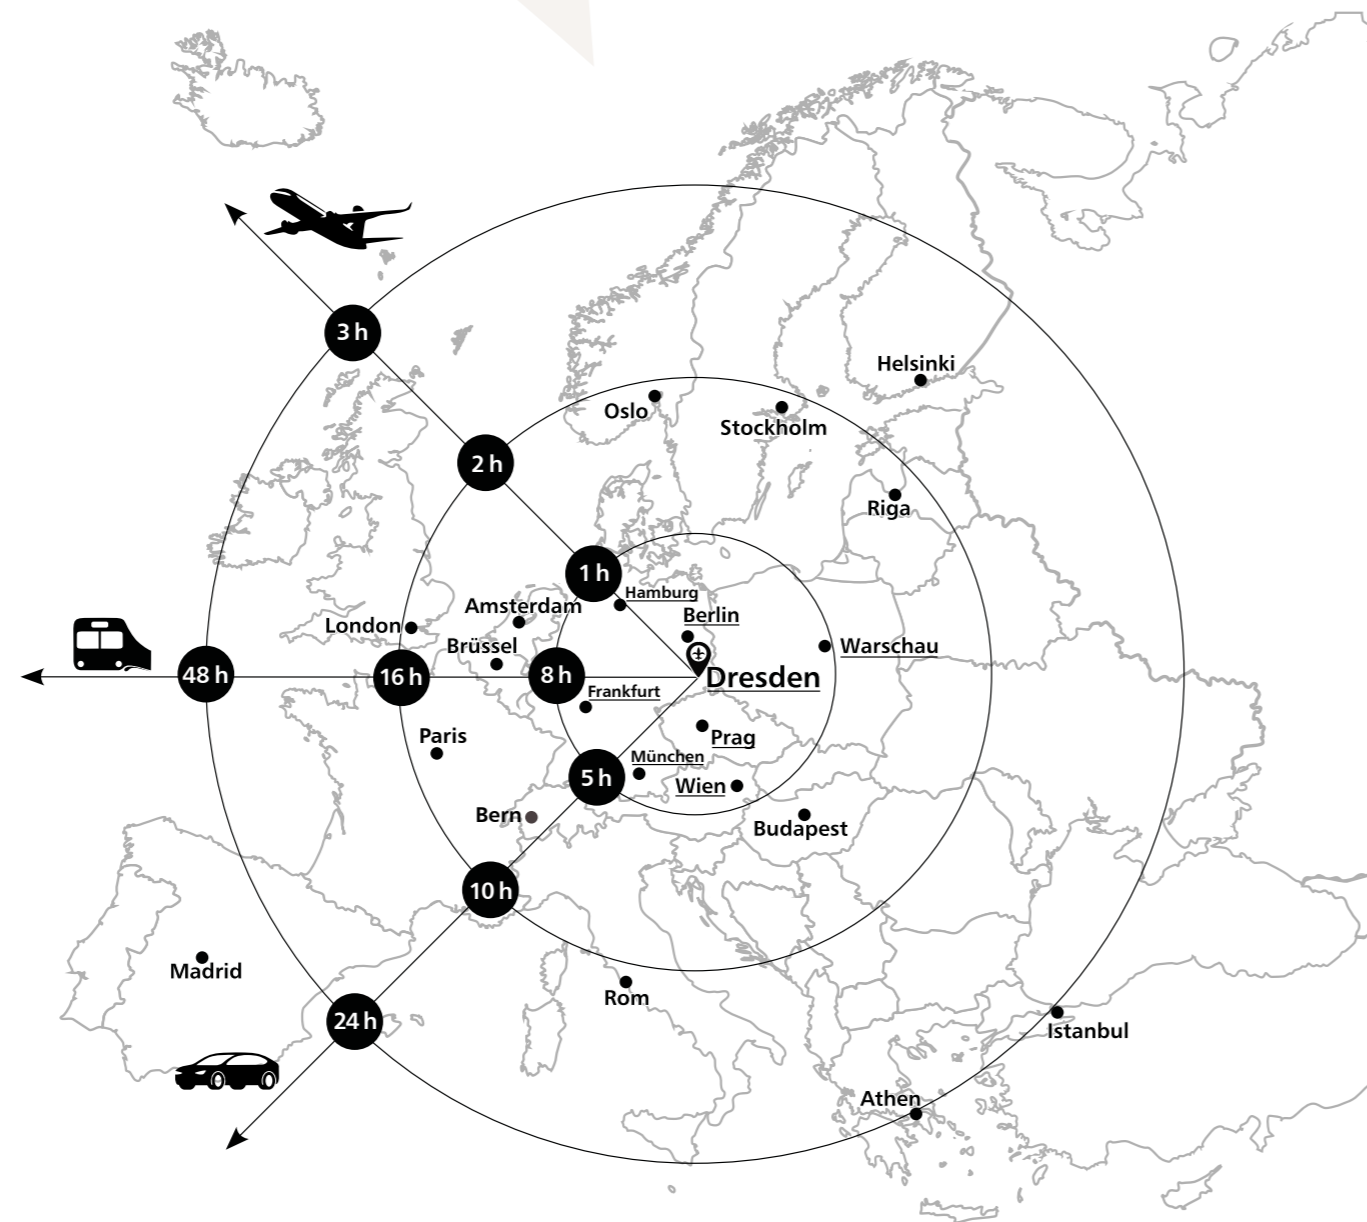 3 h
Helsinki
Oslo
Stockholm
2 h
Riga
1 h
Hamburg
Amsterdam
Berlin
London
Brüssel
Warschau
48 h
16 h
8 h
Dresden
Frankfurt
Paris
Prag
München
5 h
Wien
Bern
Budapest
10 h
Madrid
Rom
24 h
Istanbul
Athen